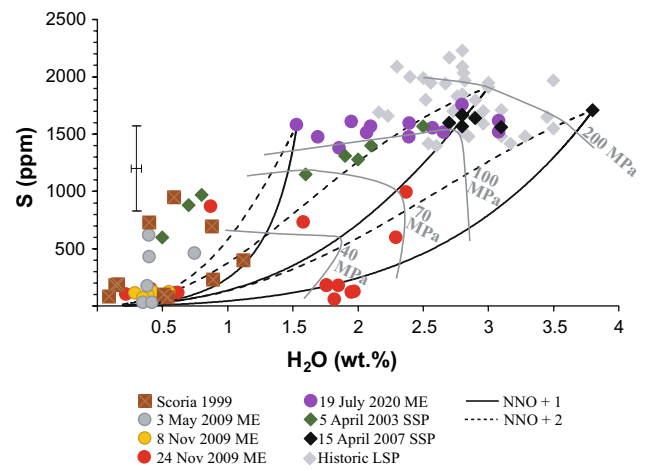 2500
2000
1500
1000
500
S (ppm)
200 MPa
100 MPa
70 MPa
40 MPa
0.5 1 1.5 2 2.5 3 3.5 4
H₂O (wt.%)
Scoria 1999
3 May 2009 ME
8 Nov 2009 ME
24 Nov 2009 ME
19 July 2020 ME
5 April 2003 SSP
15 April 2007 SSP
Historic LSP
NNO + 1
NNO + 2